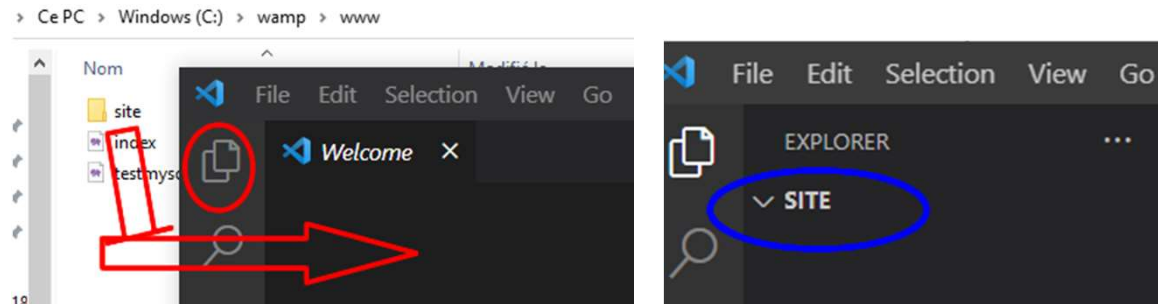 > Ce PC > Windows (C:) > wamp > www
Nom
site
index
File Edit Selection View Go
Welcome
File Edit Selection View Go
EXPLORER ...
SITE